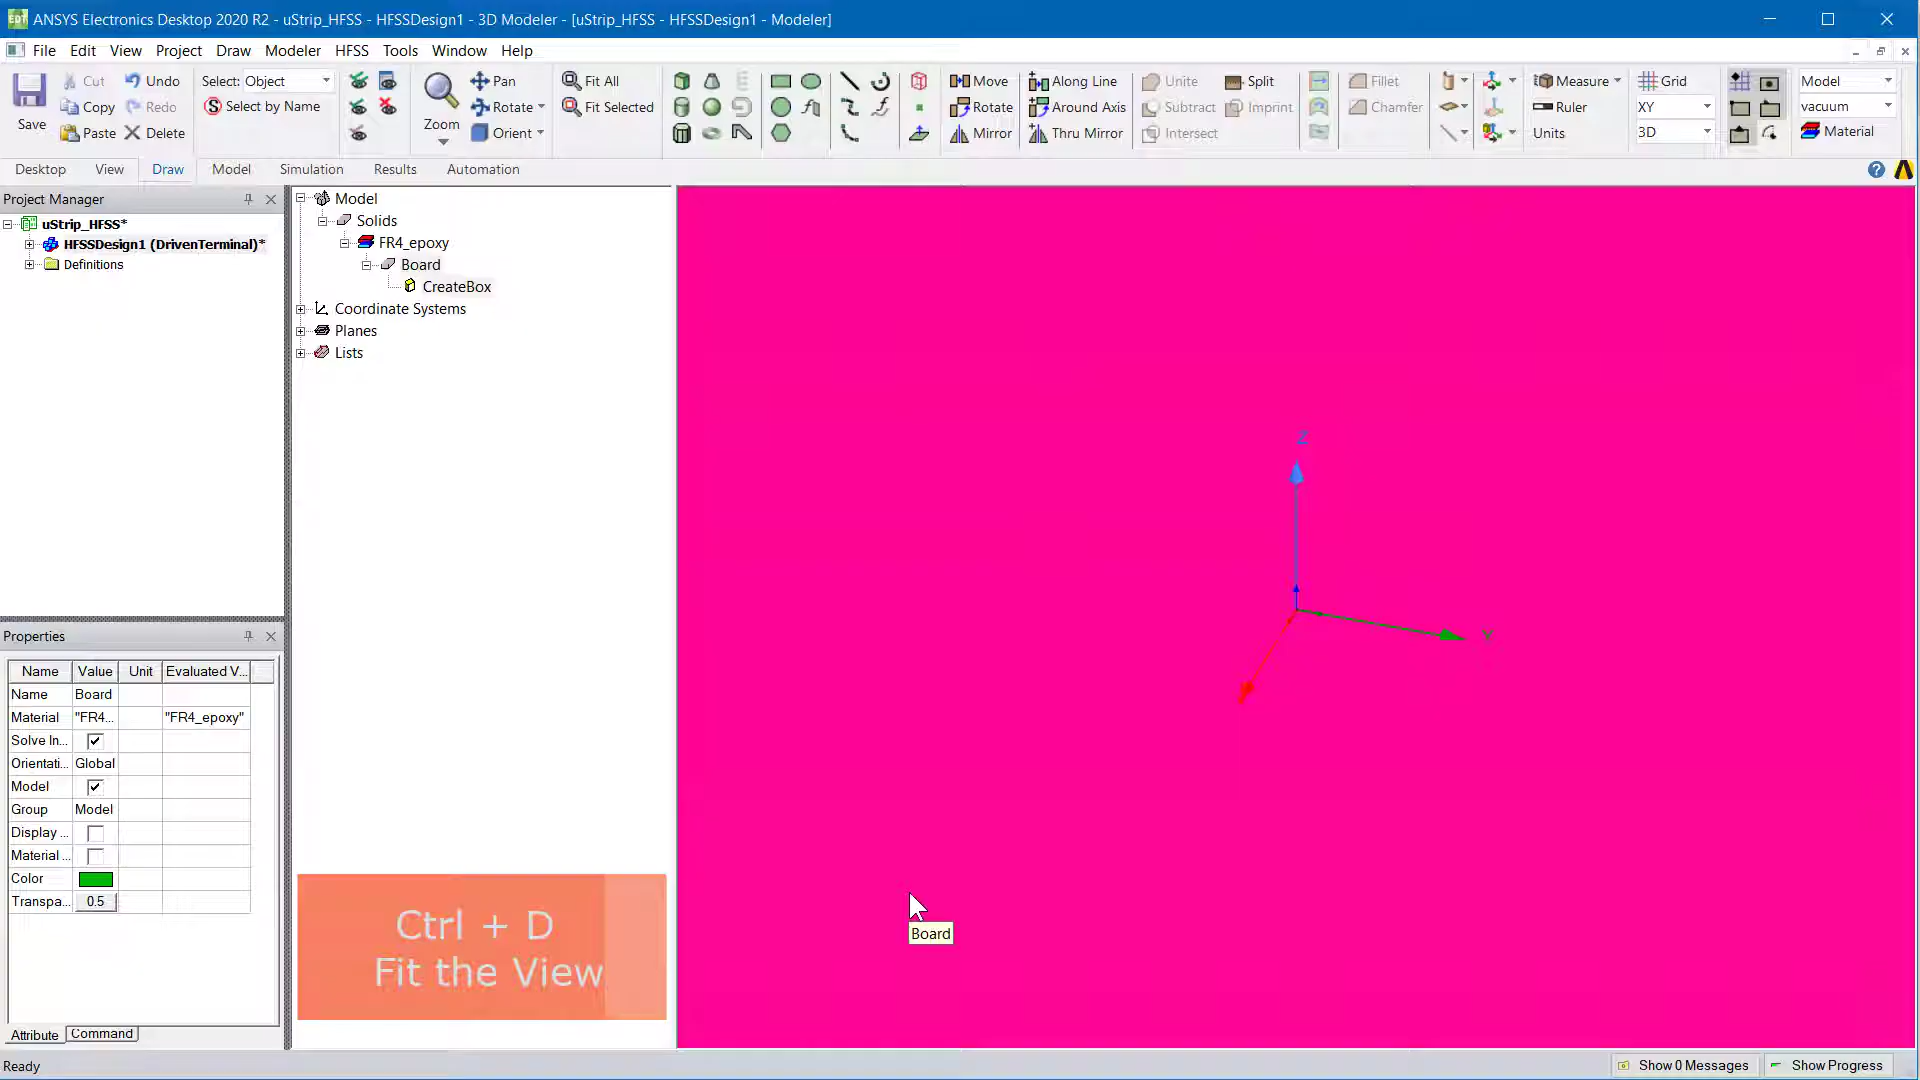 ANSYS Electronics Desktop 2020 R2 - uStrip_HFSS - HFSSDesign1 - 3D Modeler - [uStrip_HFSS - HFSSDesign1 - Modeler]
File Edit View Project Draw Modeler HFSS Tools Window Help
Save
Cut
Copy
Paste
Undo
Redo
Delete
Select: Object
Select by Name
Zoom
Pan
Rotate
Orient
Fit All
Fit Selected
Move
Rotate
Mirror
Along Line
Around Axis
Thru Mirror
Unite
Subtract
Intersect
Split
Imprint
Fillet
Chamfer
Measure
Ruler
Units
Grid
XY
3D
Model
vacuum
Material
Desktop View Draw Model Simulation Results Automation
Project Manager
uStrip_HFSS*
HFSSDesign1 (DrivenTerminal)*
Definitions
Model
Solids
FR4_epoxy
Board
CreateBox
Coordinate Systems
Planes
Lists
Properties
Name Value Unit Evaluated V...
Name Board
Material "FR4... "FR4_epoxy"
Solve In...
Orientati... Global
Model
Group Model
Display ...
Material ...
Color
Transpa... 0.5
Attribute Command
Ctrl + D
Fit the View
Z
Y
Board
Ready
Show 0 Messages Show Progress